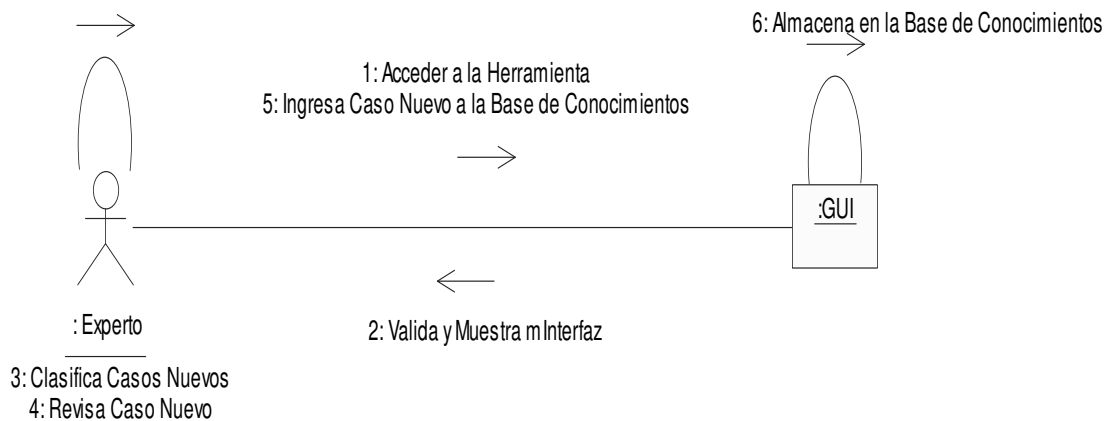 6: Almacena en la Base de Conocimientos
1: Acceder a la Herramienta
5: Ingresa Caso Nuevo a la Base de Conocimientos
:GUI
: Experto
2: Valida y Muestra mInterfaz
3: Clasifica Casos Nuevos
4: Revisa Caso Nuevo